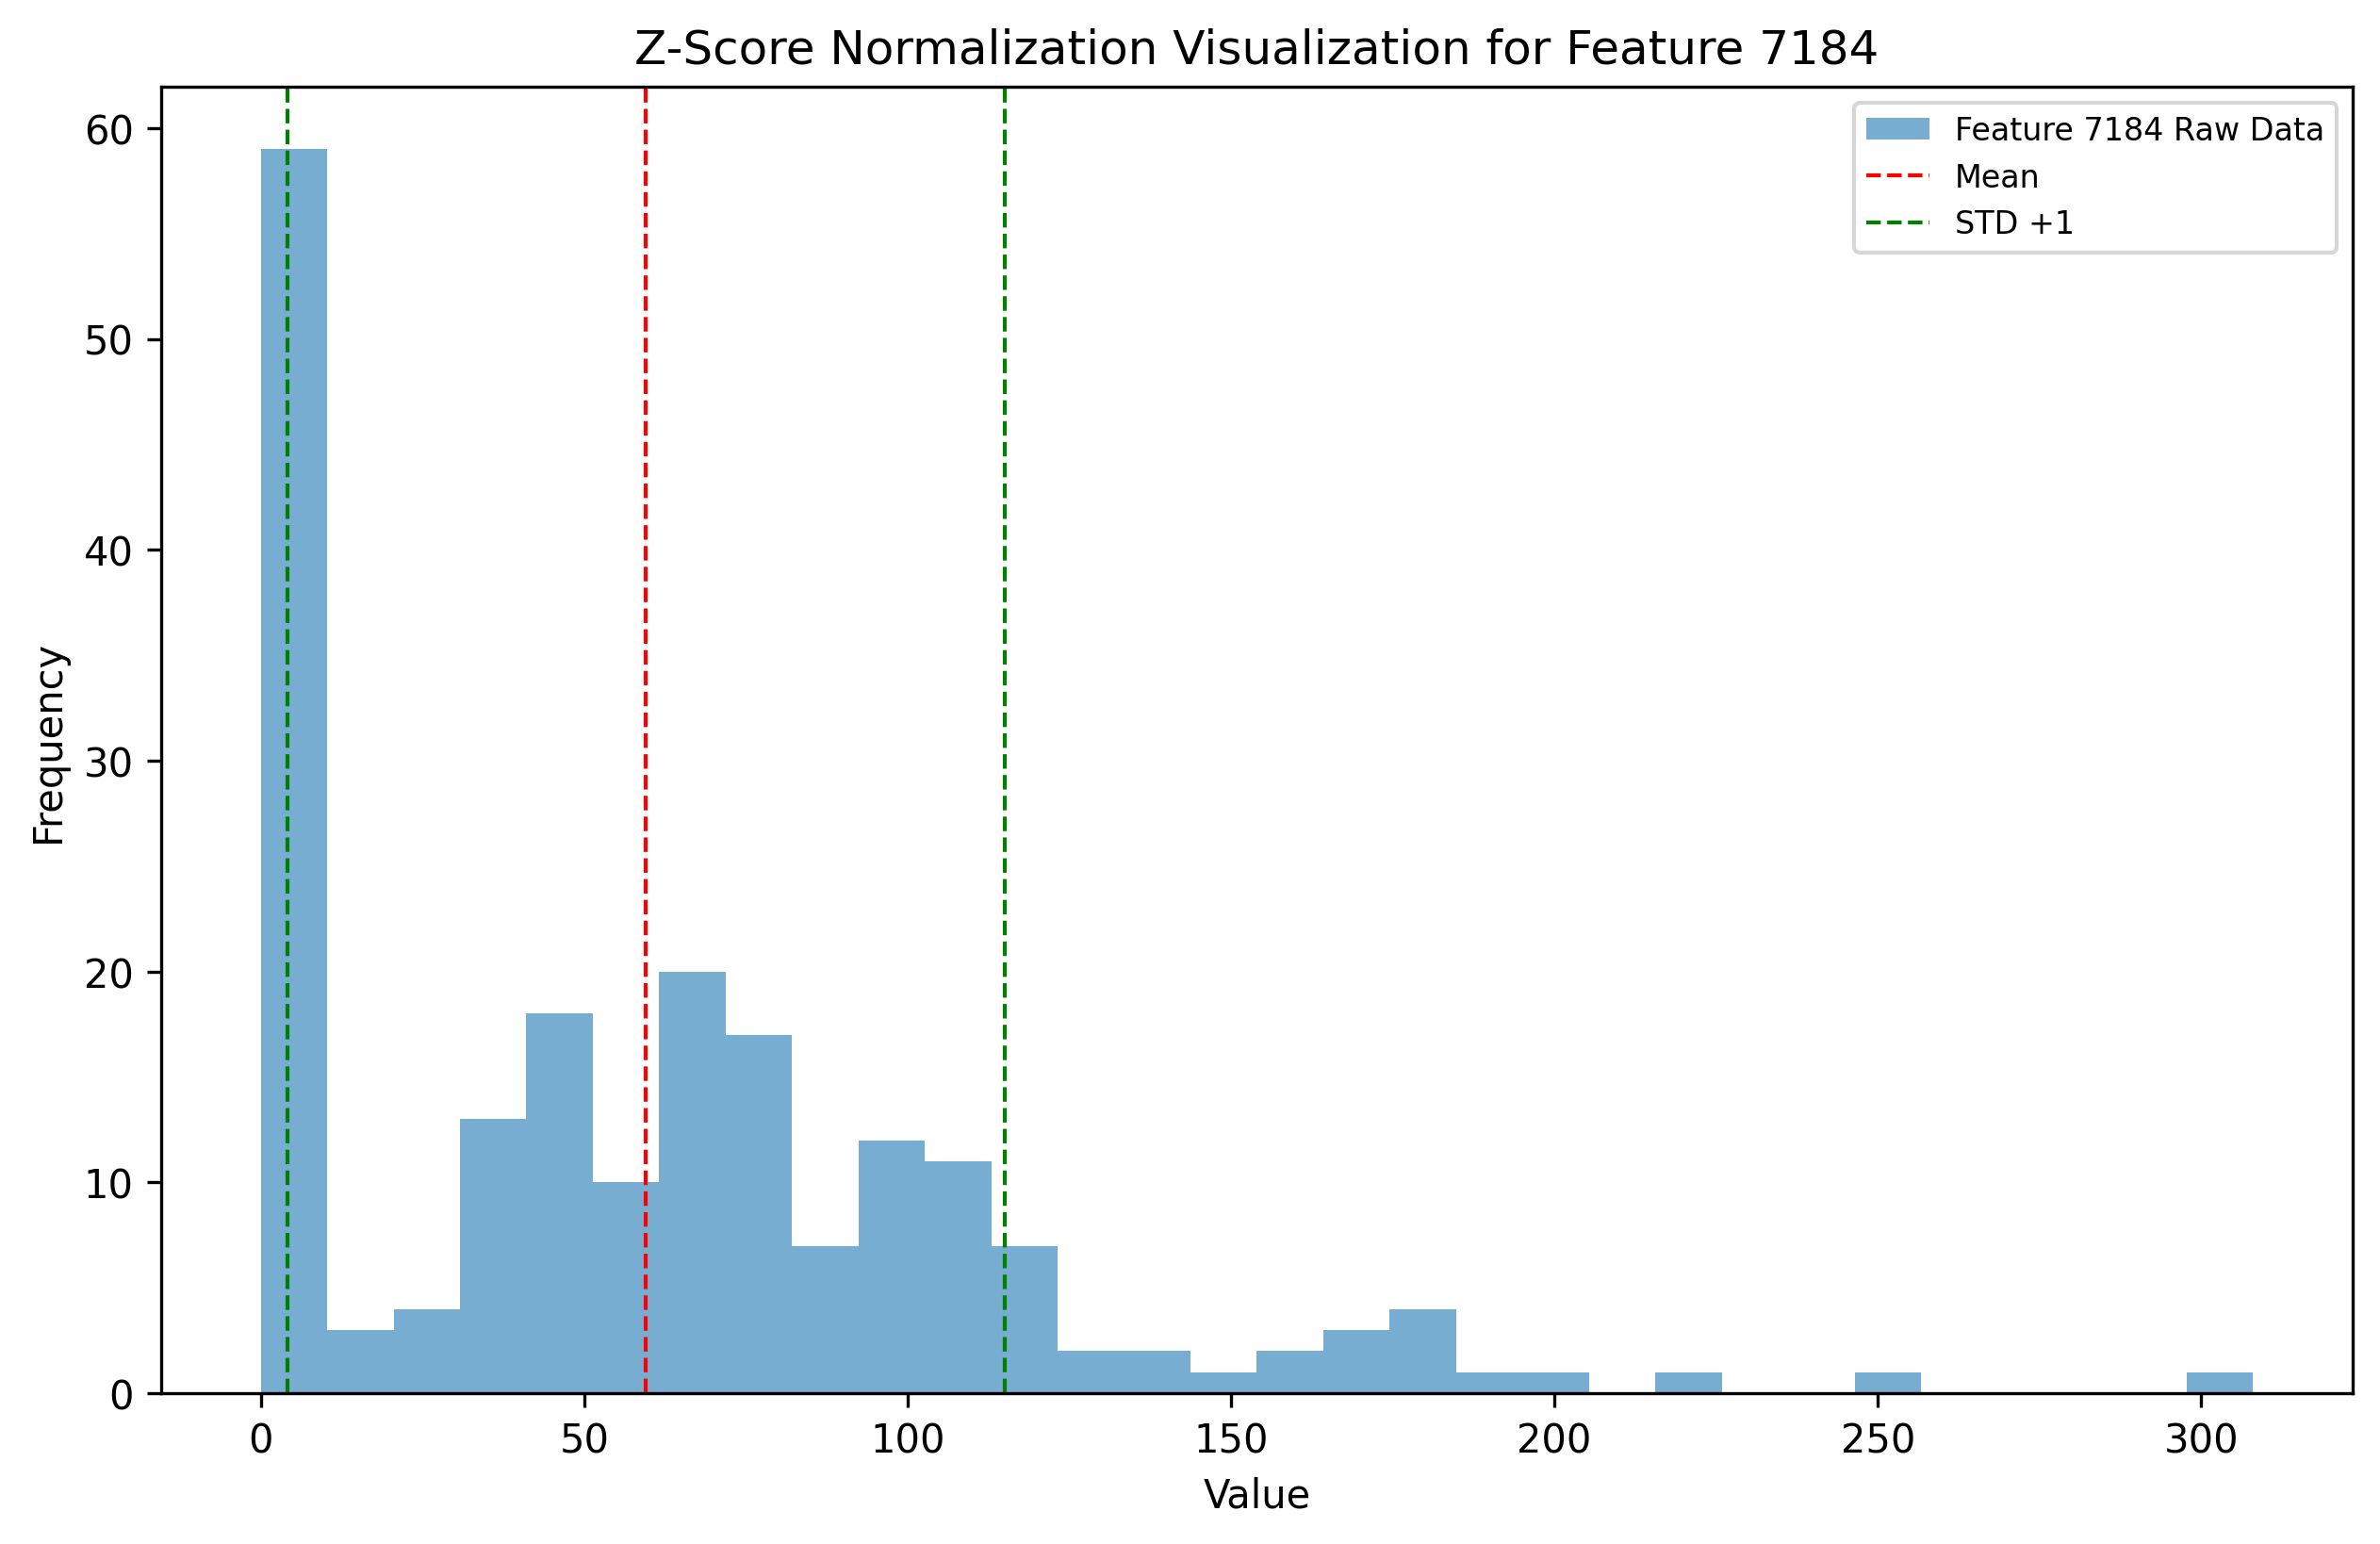 Z-Score Normalization Visualization for Feature 7184
Feature 7184 Raw Data
Mean
STD +1
60
50
40
30
20
10
0
Frequency
0 50 100 150 200 250 300
Value